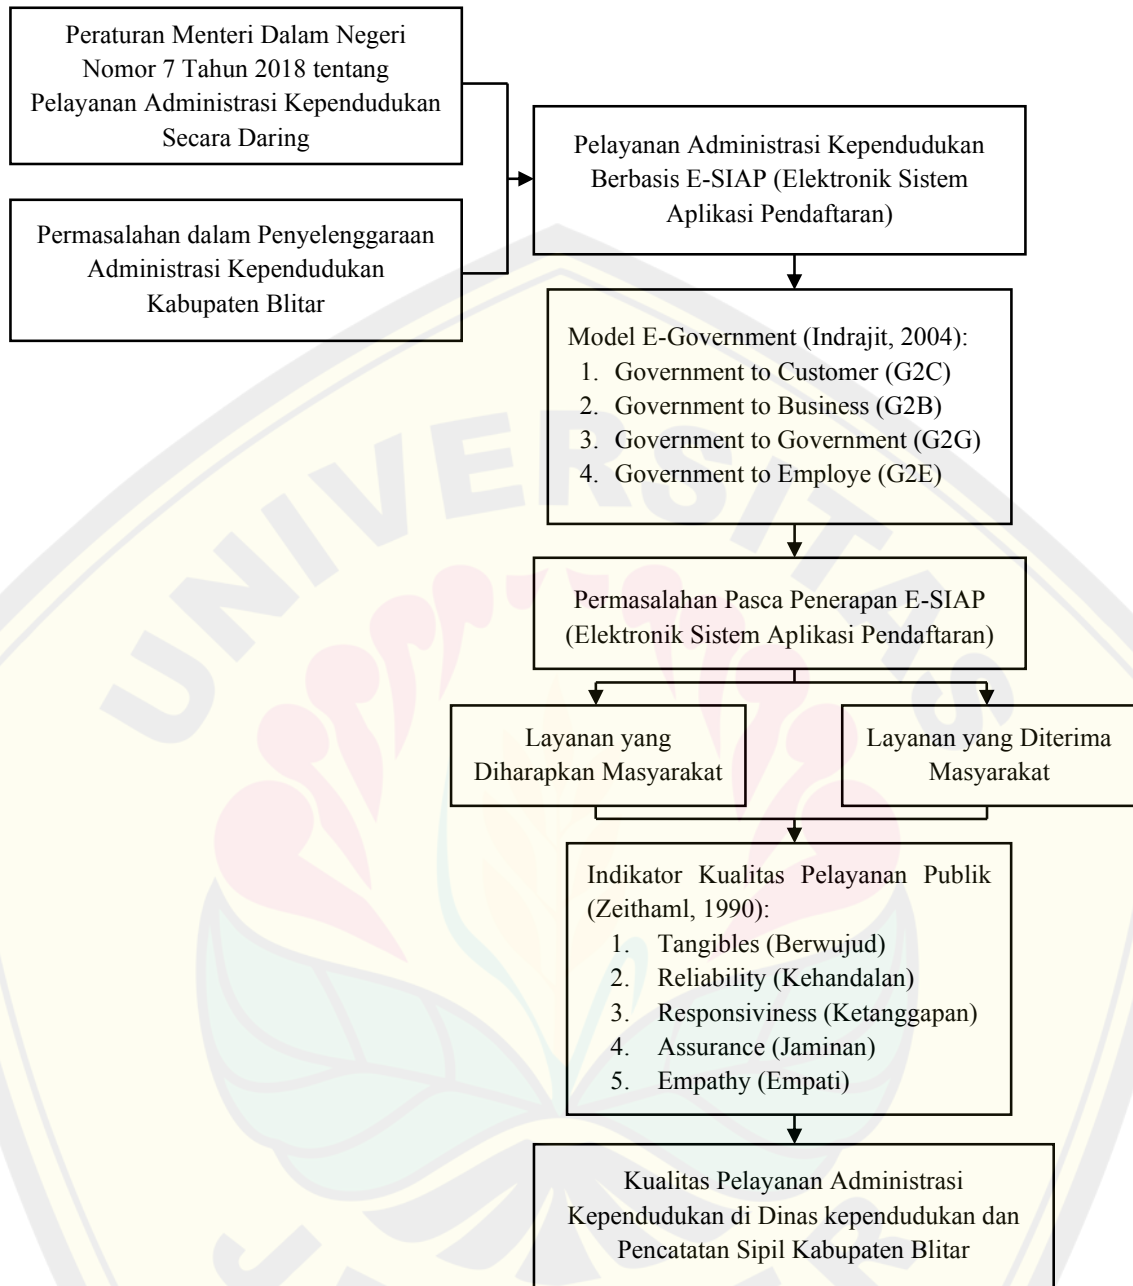 Peraturan Menteri Dalam Negeri
Nomor 7 Tahun 2018 tentang
Pelayanan Administrasi Kependudukan
Secara Daring
Permasalahan dalam Penyelenggaraan
Administrasi Kependudukan
Kabupaten Blitar
Pelayanan Administrasi Kependudukan
Berbasis E-SIAP (Elektronik Sistem
Aplikasi Pendaftaran)
Model E-Government (Indrajit, 2004):
1. Government to Customer (G2C)
2. Government to Business (G2B)
3. Government to Government (G2G)
4. Government to Employe (G2E)
Permasalahan Pasca Penerapan E-SIAP
(Elektronik Sistem Aplikasi Pendaftaran)
Layanan yang
Diharapkan Masyarakat
Layanan yang Diterima
Masyarakat
Indikator Kualitas Pelayanan Publik
(Zeithaml, 1990):
1. Tangibles (Berwujud)
2. Reliability (Kehandalan)
3. Responsiviness (Ketanggapan)
4. Assurance (Jaminan)
5. Empathy (Empati)
Kualitas Pelayanan Administrasi
Kependudukan di Dinas kependudukan dan
Pencatatan Sipil Kabupaten Blitar
UNIVERSITAS